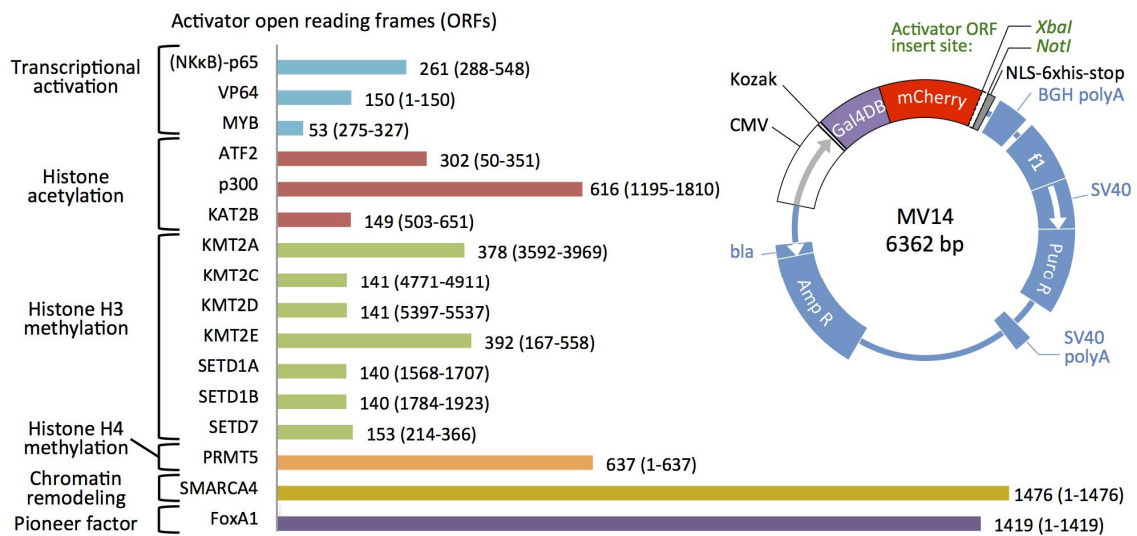 Activator open reading frames (ORFs)
Transcriptional
activation
(NKκB)-p65
261 (288-548)
VP64
150 (1-150)
MYB
53 (275-327)
Histone
acetylation
ATF2
302 (50-351)
p300
616 (1195-1810)
KAT2B
149 (503-651)
Histone H3
methylation
KMT2A
378 (3592-3969)
KMT2C
141 (4771-4911)
KMT2D
141 (5397-5537)
KMT2E
392 (167-558)
SETD1A
140 (1568-1707)
SETD1B
140 (1784-1923)
SETD7
153 (214-366)
Histone H4
methylation
PRMT5
637 (1-637)
Chromatin
remodeling
SMARCA4
1476 (1-1476)
Pioneer factor
FoxA1
1419 (1-1419)
Activator ORF
insert site:
XbaI
NotI
NLS-6xhis-stop
BGH polyA
Kozak
CMV
Gal4DB
mCherry
f1
SV40
MV14
6362 bp
Puro R
bla
Amp R
SV40
polyA